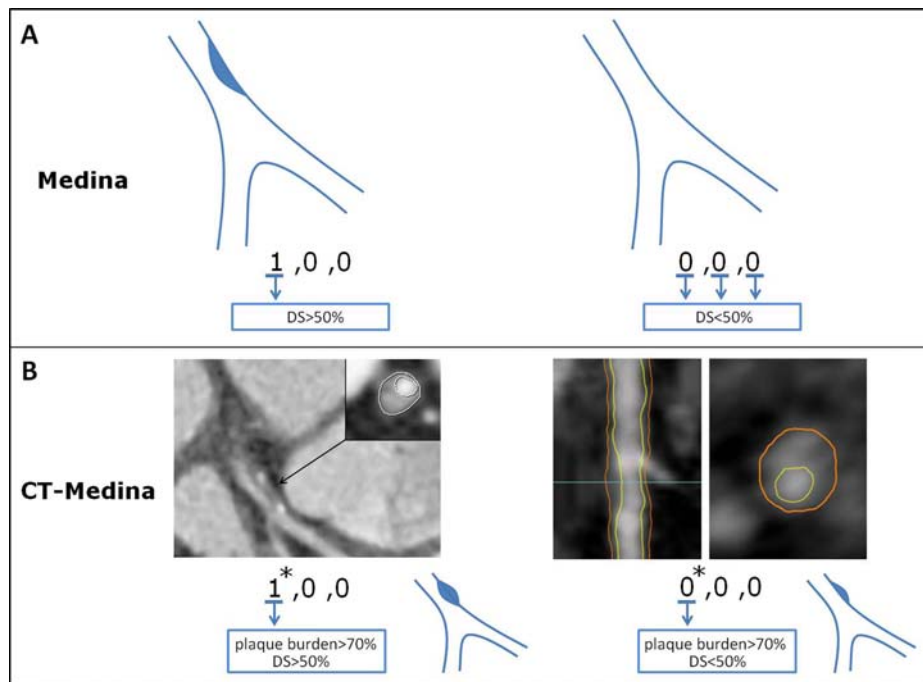 A
Medina
1 ,0 ,0
DS>50%
0 ,0 ,0
DS<50%
B
CT-Medina
1*,0 ,0
plaque burden>70%
DS>50%
0*,0 ,0
plaque burden>70%
DS<50%